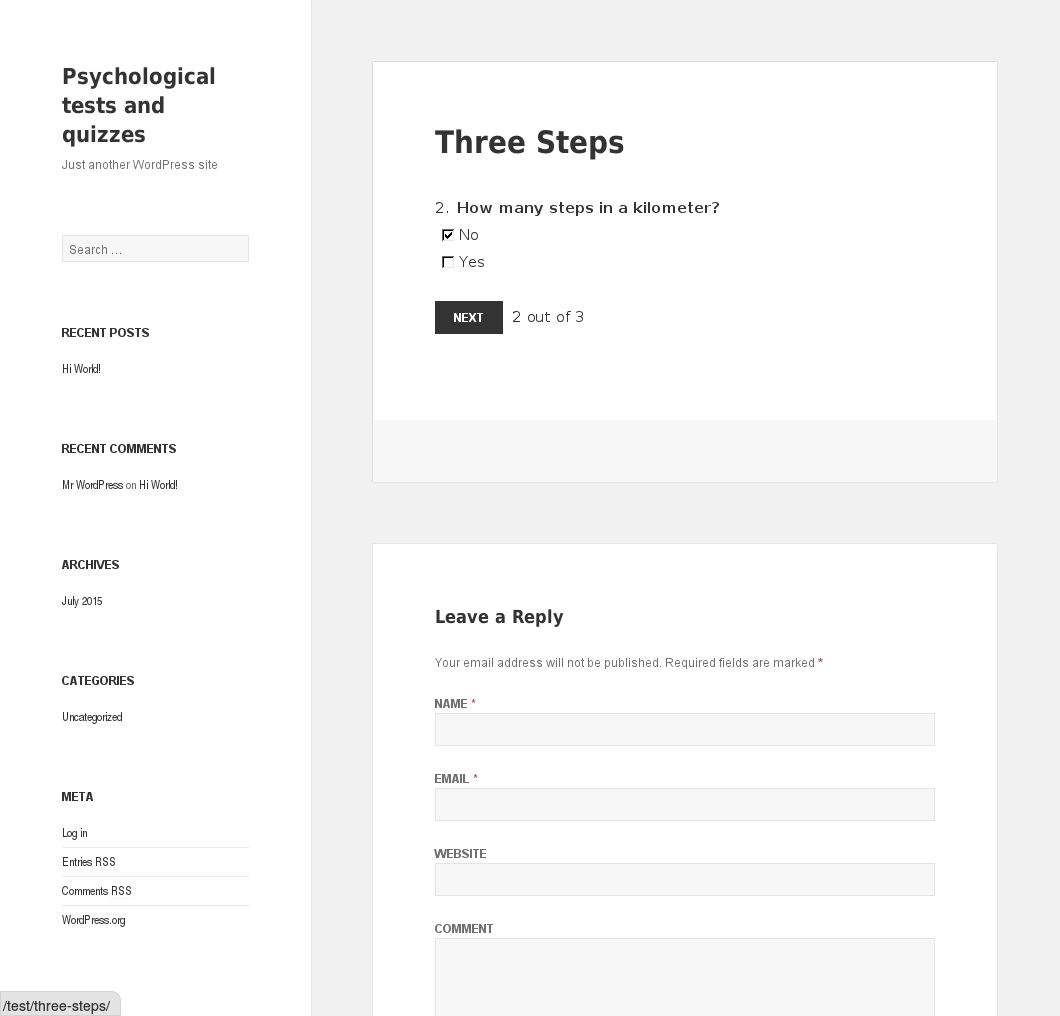 Psychological
tests and
quizzes
Just another WordPress site
Search ...
RECENT POSTS
Hi World!
RECENT COMMENTS
Mr WordPress on Hi World!
ARCHIVES
July 2015
CATEGORIES
Uncategorized
META
Log in
Entries RSS
Comments RSS
WordPress.org
/test/three-steps/
Three Steps
2. How many steps in a kilometer?
No
Yes
NEXT 2 out of 3
Leave a Reply
Your email address will not be published. Required fields are marked *
NAME *
EMAIL *
WEBSITE
COMMENT